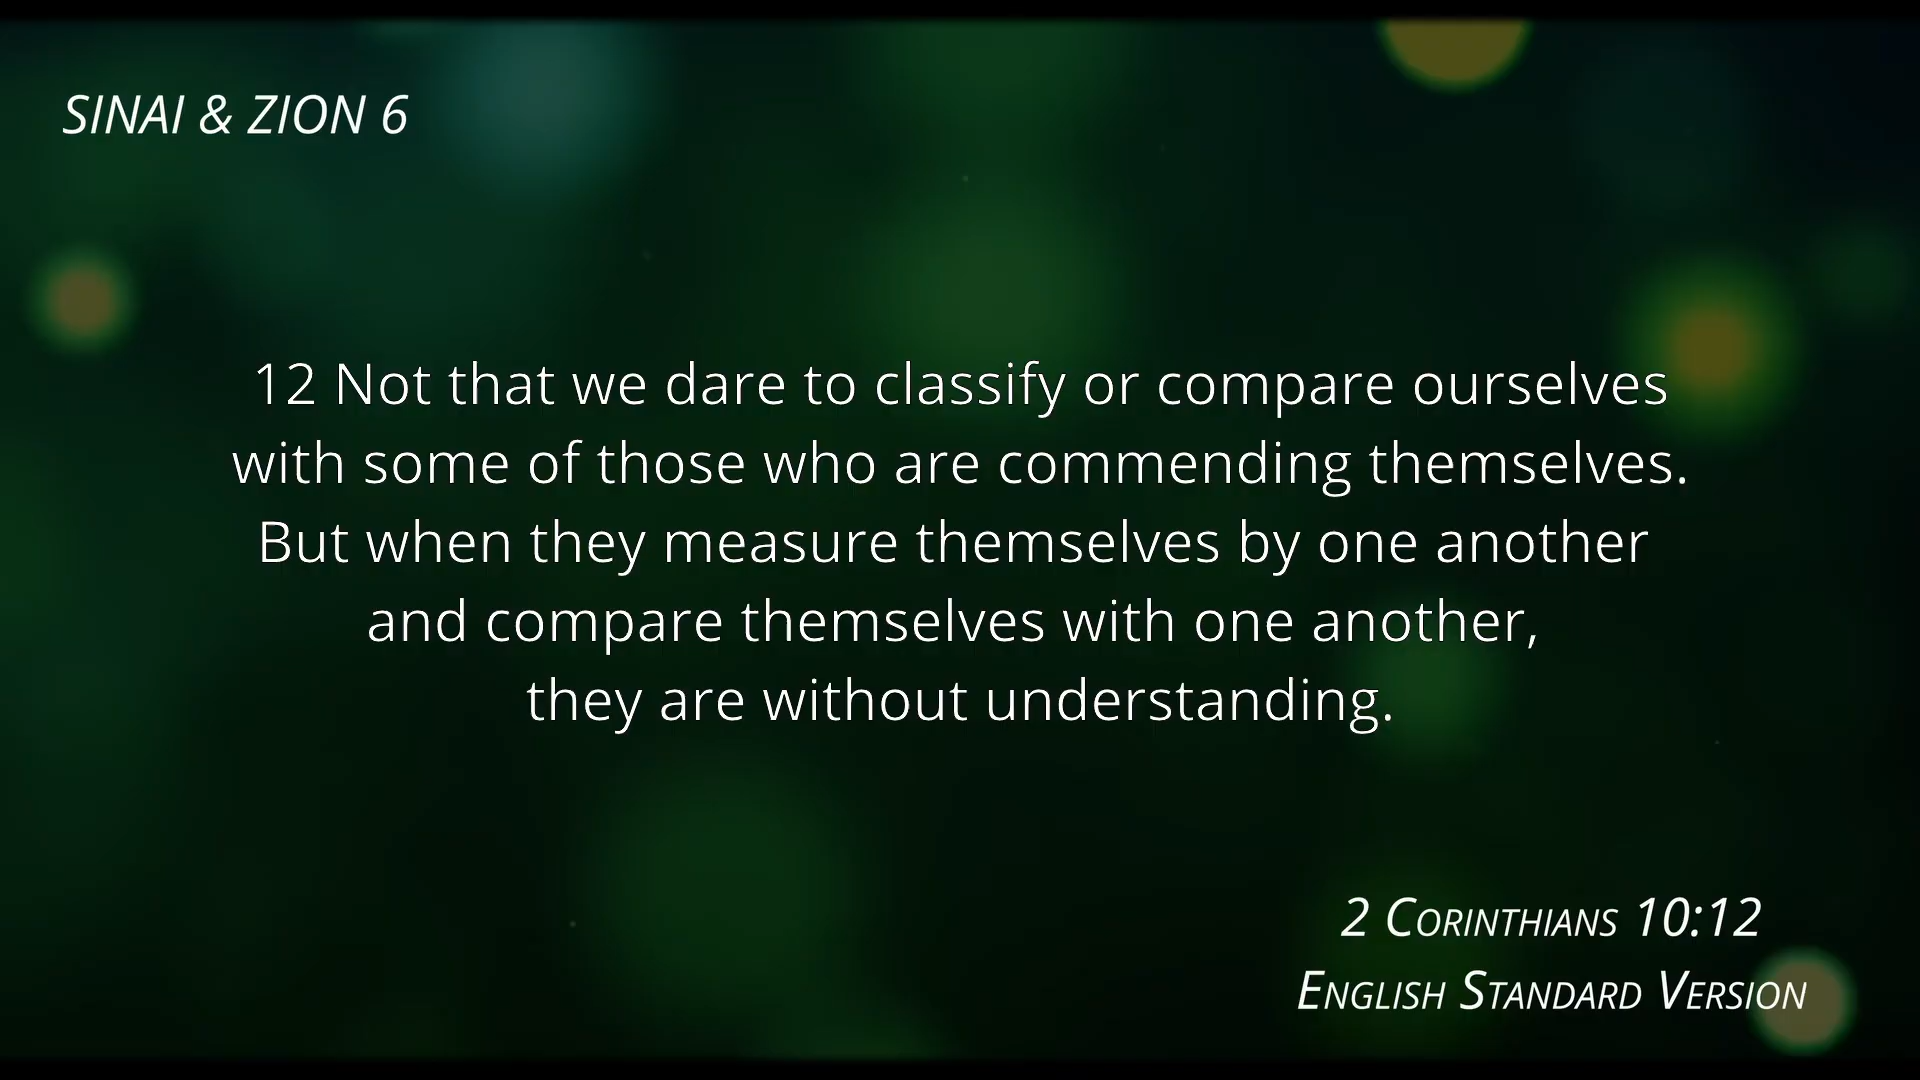 SINAI & ZION 6
12 Not that we dare to classify or compare ourselves
with some of those who are commending themselves.
But when they measure themselves by one another
and compare themselves with one another,
they are without understanding.
2 Corinthians 10:12
English Standard Version